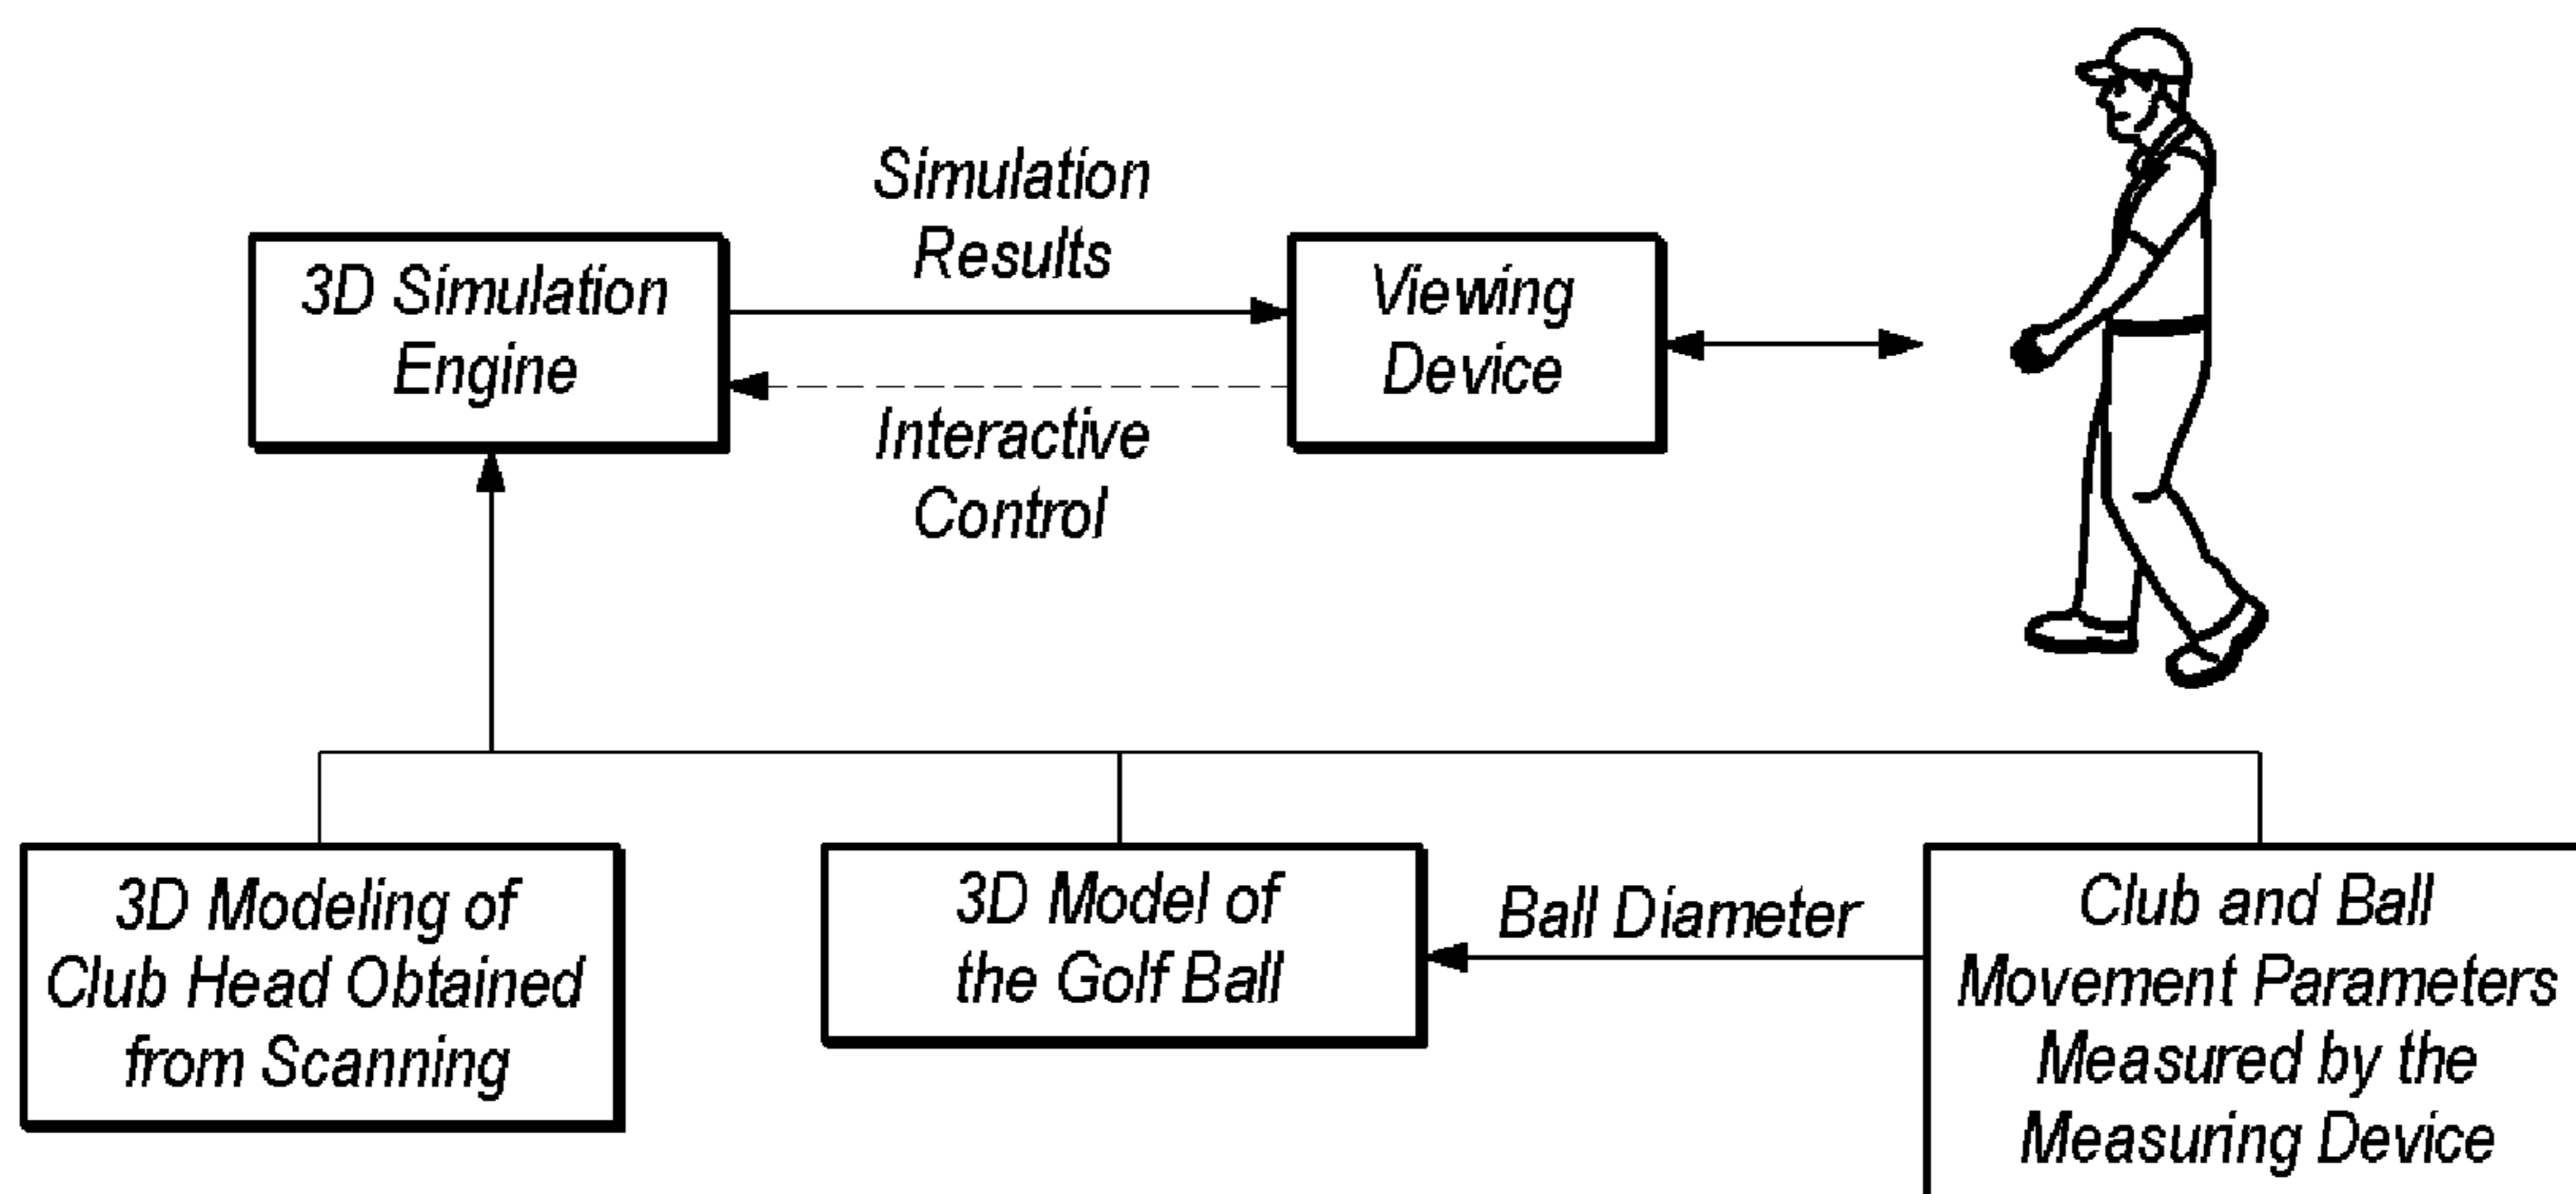 Simulation
Results
3D Simulation
Engine
Viewing
Device
Interactive
Control
3D Modeling of
Club Head Obtained
from Scanning
3D Model of
the Golf Ball
Ball Diameter
Club and Ball
Movement Parameters
Measured by the
Measuring Device